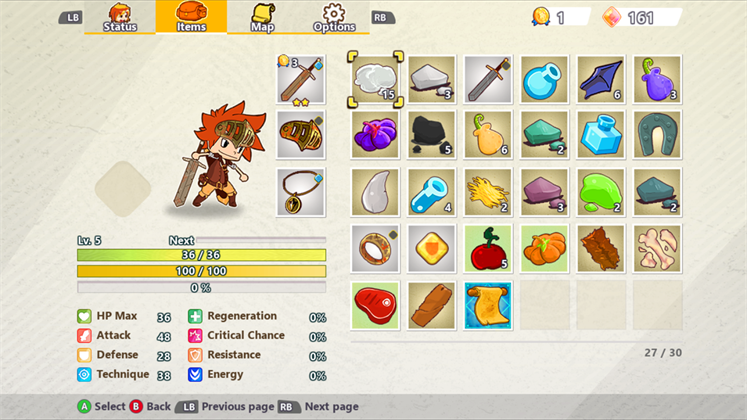 LB Status Items Map Options RB 1 161
3 15 3 6 3
5 6 2
4 2 3 2 2
5
Lv. 5 Next
36 / 36
100 / 100
0 %
HP Max 36 Regeneration 0%
Attack 48 Critical Chance 0%
Defense 28 Resistance 0%
Technique 38 Energy 0%
27 / 30
A Select B Back LB Previous page RB Next page